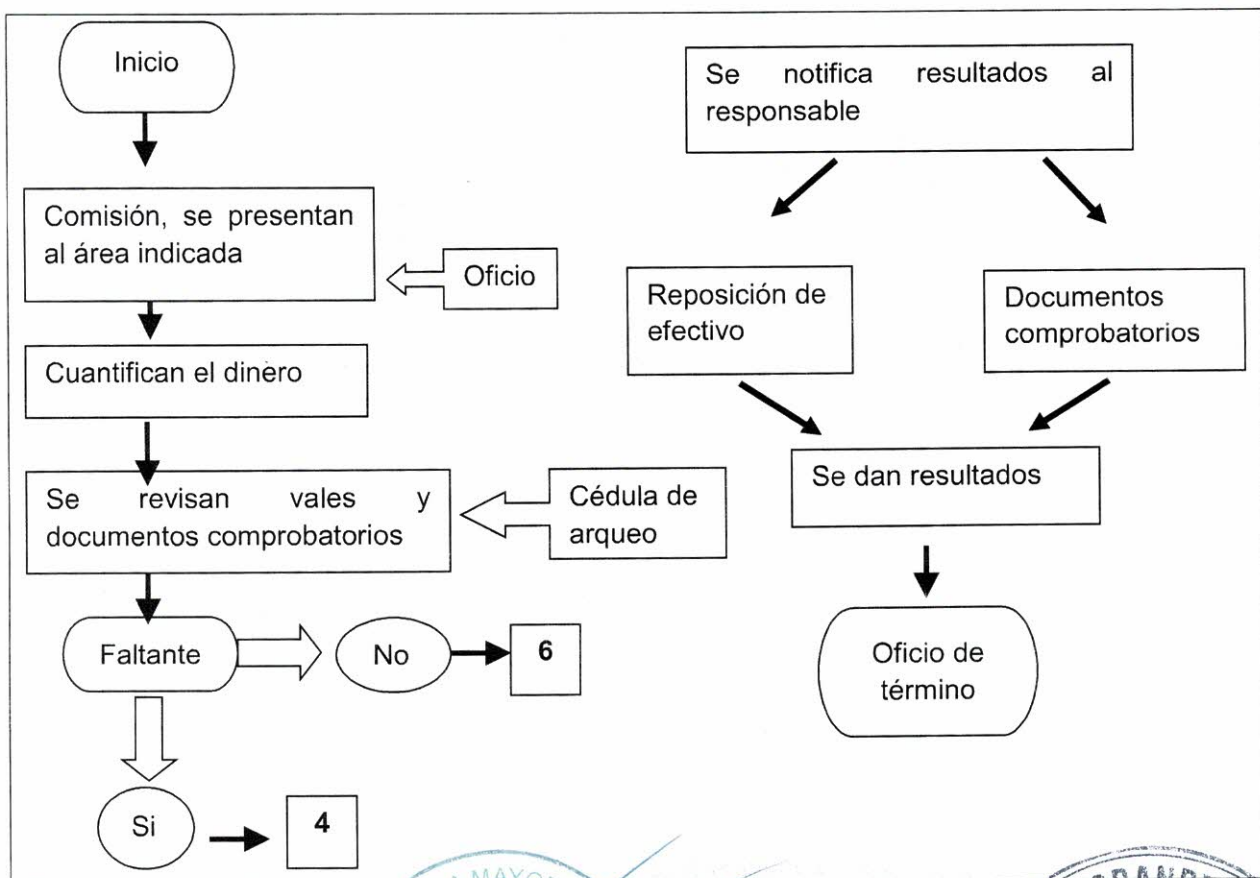 Inicio
Comisión, se presentan
al área indicada
Oficio
Cuantifican el dinero
Se revisan vales y
documentos comprobatorios
Cédula de
arqueo
Faltante
No
6
Si
4
Se notifica resultados al
responsable
Reposición de
efectivo
Documentos
comprobatorios
Se dan resultados
Oficio de
término